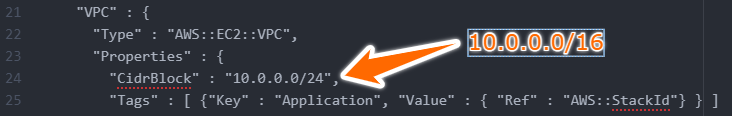 21 "VPC" : {
22 "Type" : "AWS::EC2::VPC",
10.0.0.0/16
23 "Properties" : {
24 "CidrBlock" : "10.0.0.0/24",
25 "Tags" : [ {"Key" : "Application", "Value" : { "Ref" : "AWS::StackId"} } ]